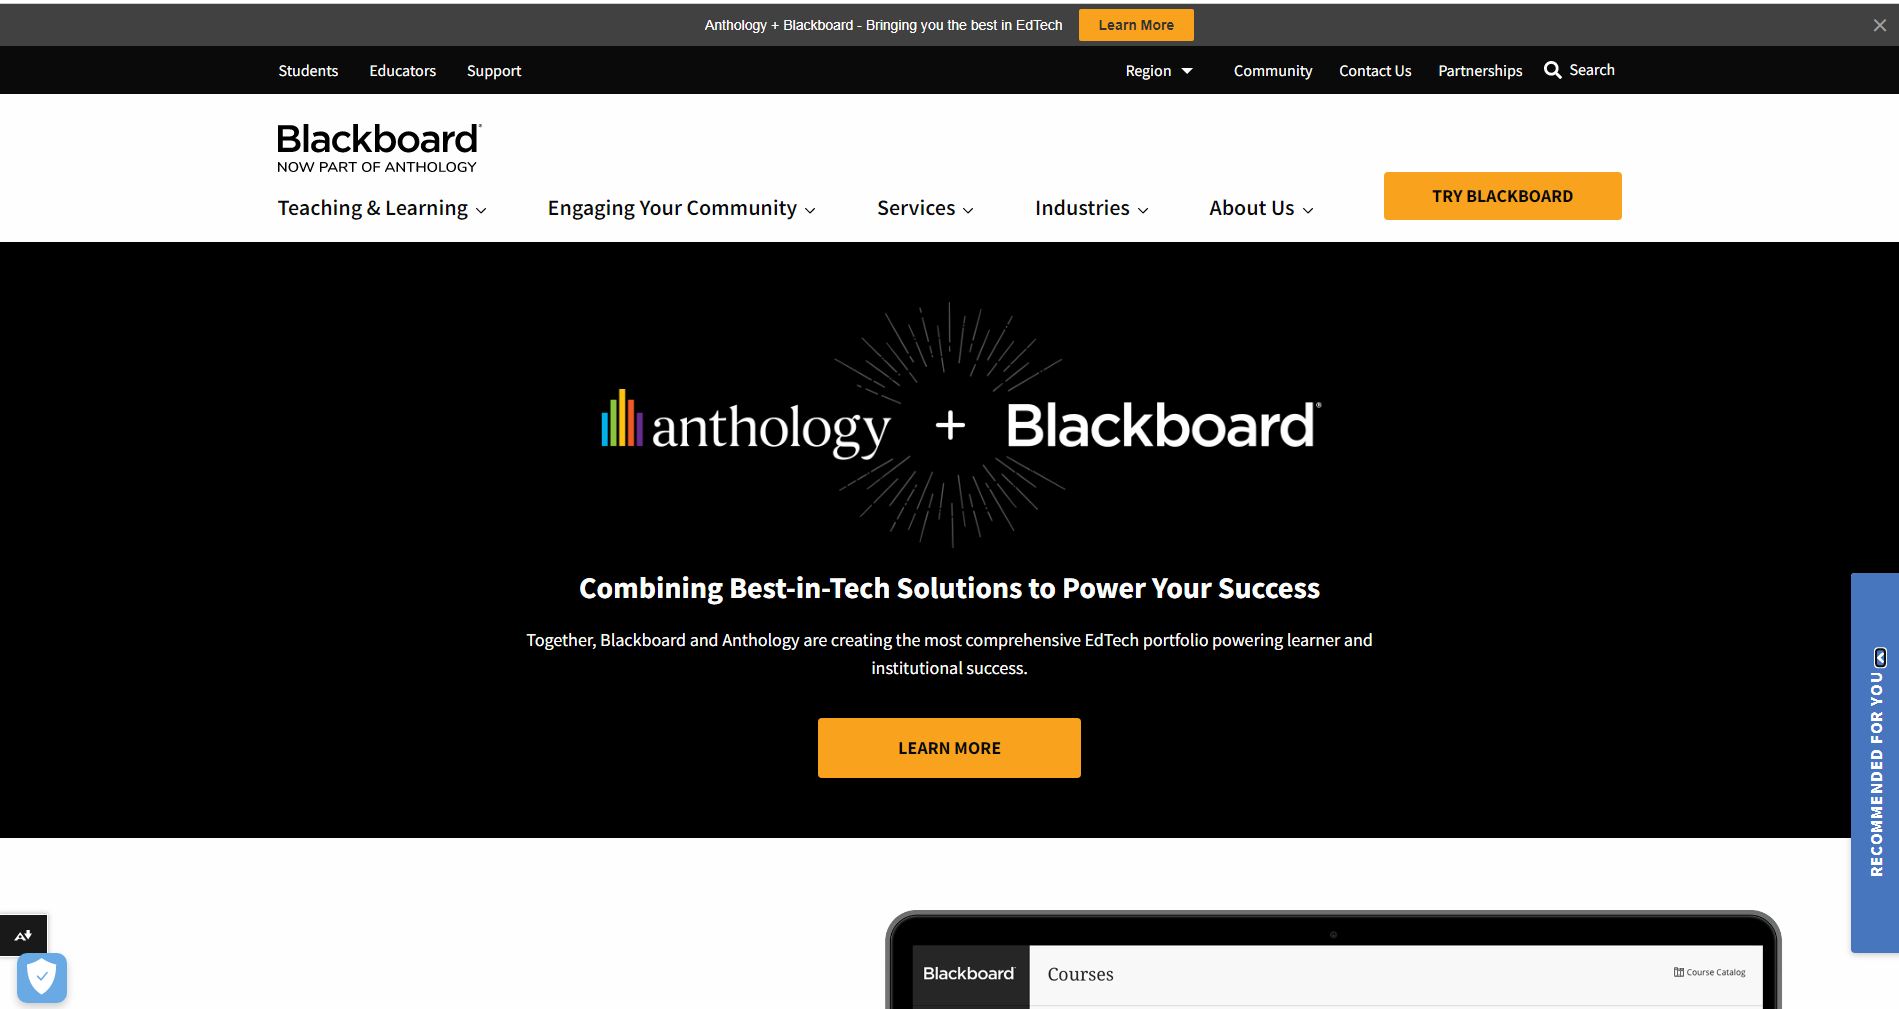 Anthology + Blackboard - Bringing you the best in EdTech Learn More
Students Educators Support Region Community Contact Us Partnerships Search
Blackboard
NOW PART OF ANTHOLOGY
Teaching & Learning Engaging Your Community Services Industries About Us TRY BLACKBOARD
anthology + Blackboard®
Combining Best-in-Tech Solutions to Power Your Success
Together, Blackboard and Anthology are creating the most comprehensive EdTech portfolio powering learner and
institutional success.
LEARN MORE
RECOMMENDED FOR YOU
Blackboard Courses Course Catalog